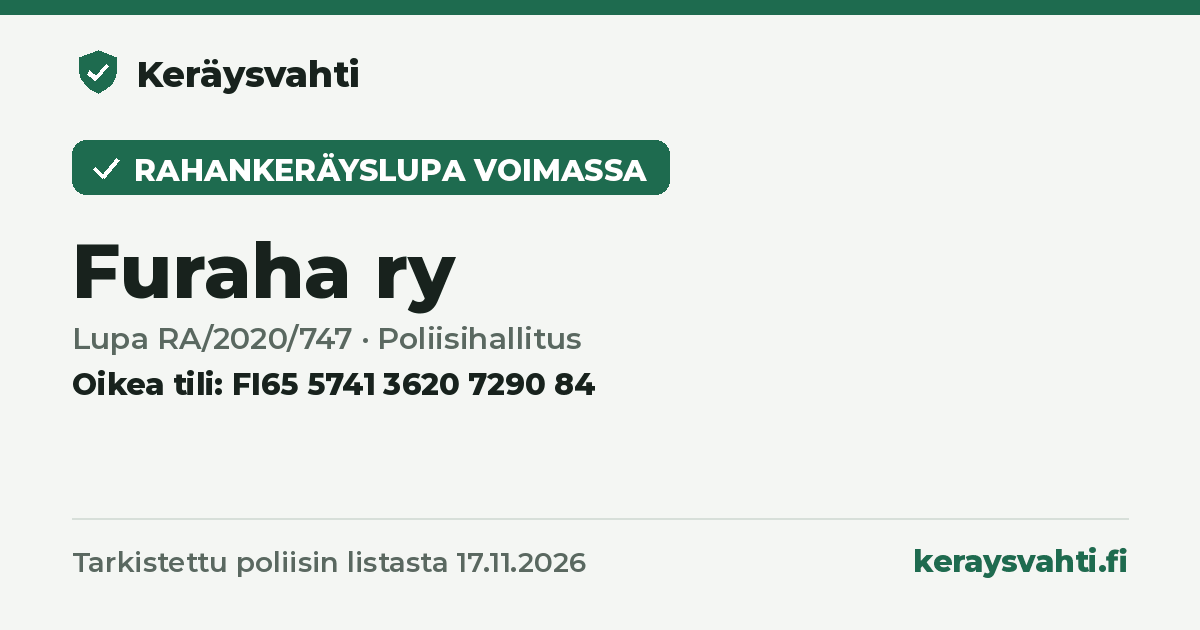 Keräysvahti
RAHANKERÄYSLUPA VOIMASSA
Furaha ry
Lupa RA/2020/747 · Poliisihallitus
Oikea tili: FI65 5741 3620 7290 84
Tarkistettu poliisin listasta 17.11.2026
keraysvahti.fi